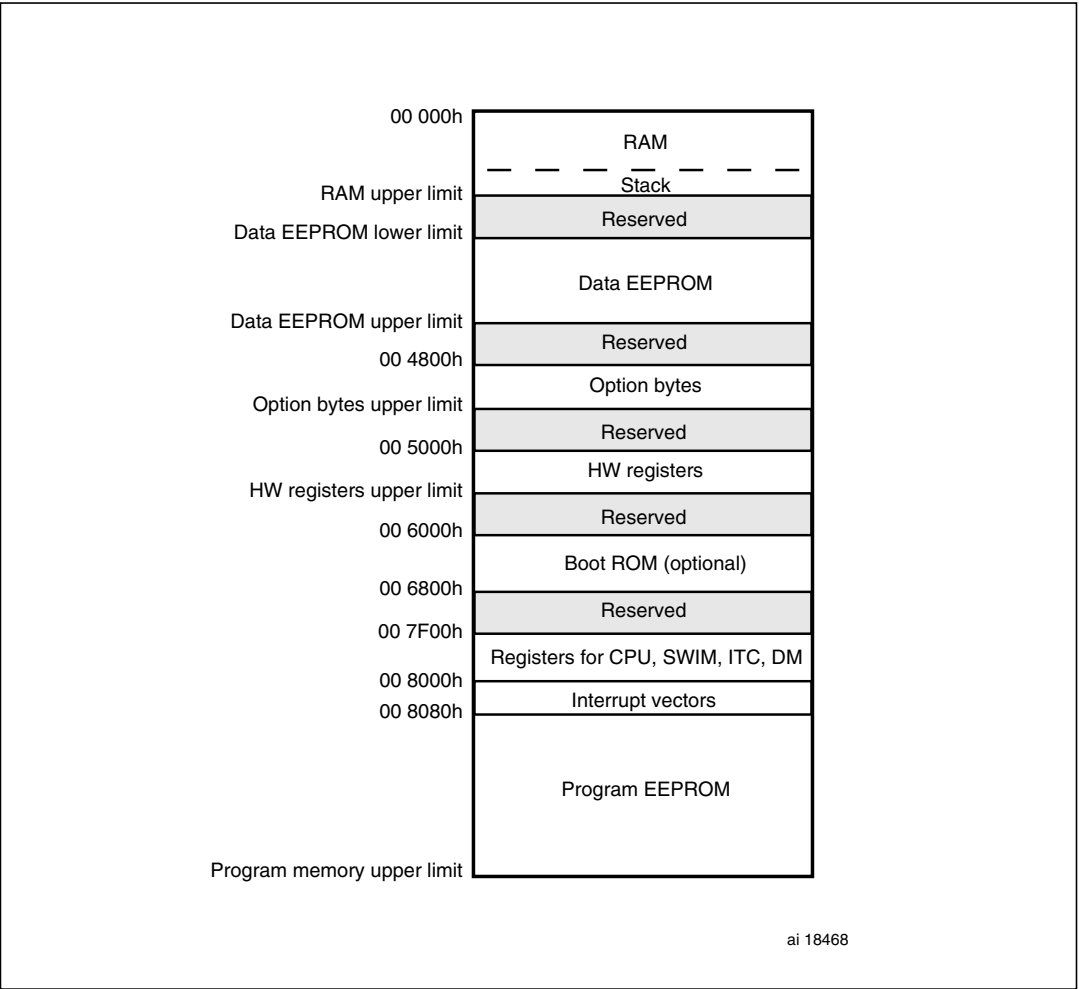 00 000h
RAM
Stack
RAM upper limit
Reserved
Data EEPROM lower limit
Data EEPROM
Data EEPROM upper limit
Reserved
00 4800h
Option bytes
Option bytes upper limit
Reserved
00 5000h
HW registers
HW registers upper limit
Reserved
00 6000h
Boot ROM (optional)
00 6800h
Reserved
00 7F00h
Registers for CPU, SWIM, ITC, DM
00 8000h
Interrupt vectors
00 8080h
Program EEPROM
Program memory upper limit
ai 18468